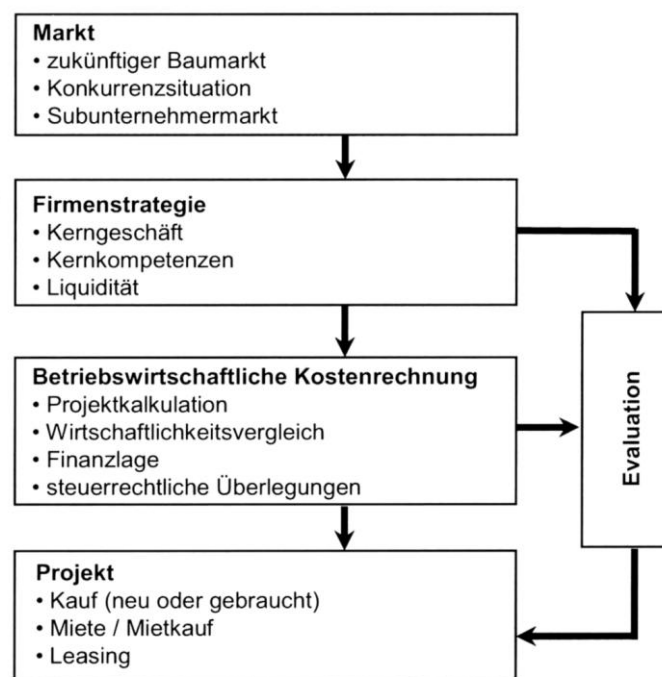 Markt
• zukünftiger Baumarkt
• Konkurrenzsituation
• Subunternehmermarkt
Firmenstrategie
• Kerngeschäft
• Kernkompetenzen
• Liquidität
Betriebswirtschaftliche Kostenrechnung
• Projektkalkulation
• Wirtschaftlichkeitsvergleich
• Finanzlage
• steuerrechtliche Überlegungen
Evaluation
Projekt
• Kauf (neu oder gebraucht)
• Miete / Mietkauf
• Leasing